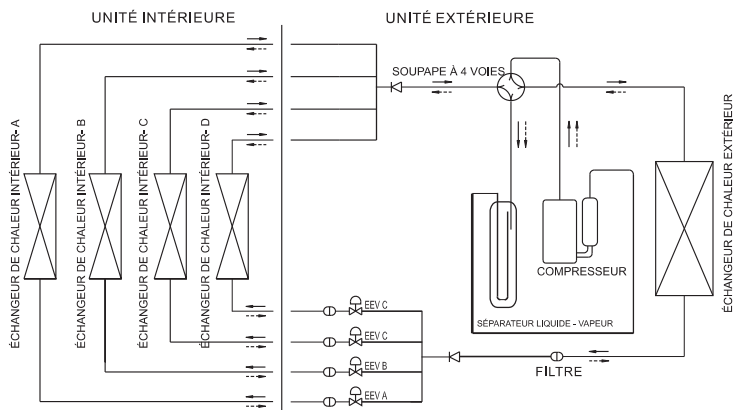 UNITÉ INTÉRIEURE
UNITÉ EXTÉRIEURE
SOUPAPE À 4 VOIES
ÉCHANGEUR DE CHALEUR INTÉRIEUR- A
ÉCHANGEUR DE CHALEUR INTÉRIEUR- B
ÉCHANGEUR DE CHALEUR INTÉRIEUR- C
ÉCHANGEUR DE CHALEUR INTÉRIEUR- D
ÉCHANGEUR DE CHALEUR EXTÉRIEUR
COMPRESSEUR
SÉPARATEUR LIQUIDE - VAPEUR
EEV C
EEV C
EEV B
EEV A
FILTRE